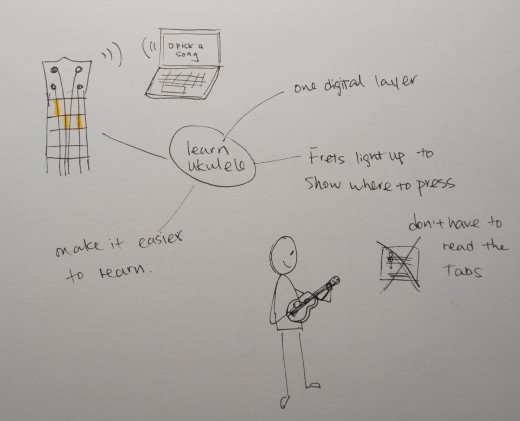 pick a
song
one digital layer
learn
ukulele
Frets light up to
show where to press
make it easier
to learn.
don't have to
read the
Tabs